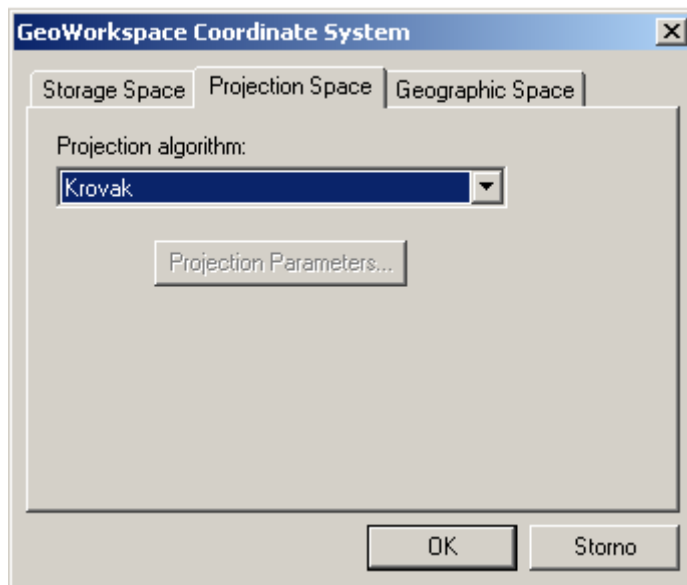 GeoWorkspace Coordinate System
Storage Space Projection Space Geographic Space
Projection algorithm:
Krovak
Projection Parameters...
OK Storno